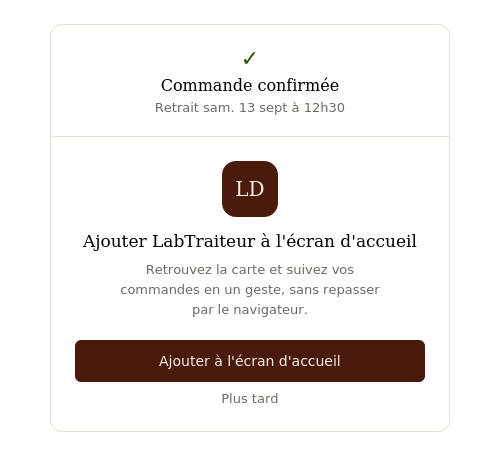 ✓
Commande confirmée
Retrait sam. 13 sept à 12h30
LD
Ajouter LabTraiteur à l'écran d'accueil
Retrouvez la carte et suivez vos
commandes en un geste, sans repasser
par le navigateur.
Ajouter à l'écran d'accueil
Plus tard